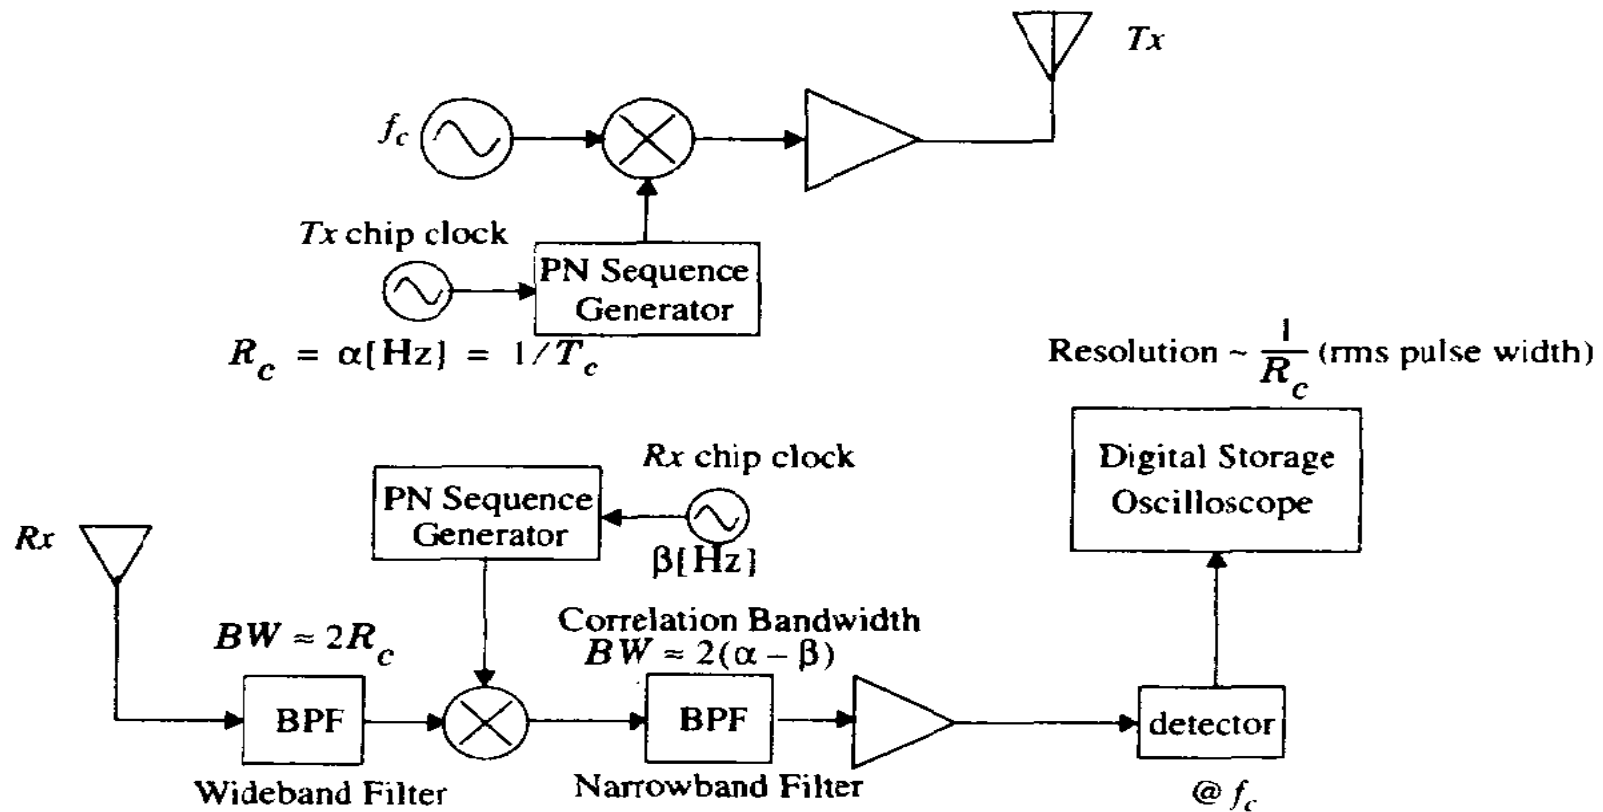 Tx
f_c
Tx chip clock
PN Sequence
Generator
R_c = α[Hz] = 1/T_c
Resolution ~ 1/R_c (rms pulse width)
Digital Storage
Oscilloscope
Rx chip clock
PN Sequence
Generator
β[Hz]
Rx
BW ≈ 2R_c
Correlation Bandwidth
BW ≈ 2(α − β)
BPF
BPF
detector
Wideband Filter
Narrowband Filter
@ f_c